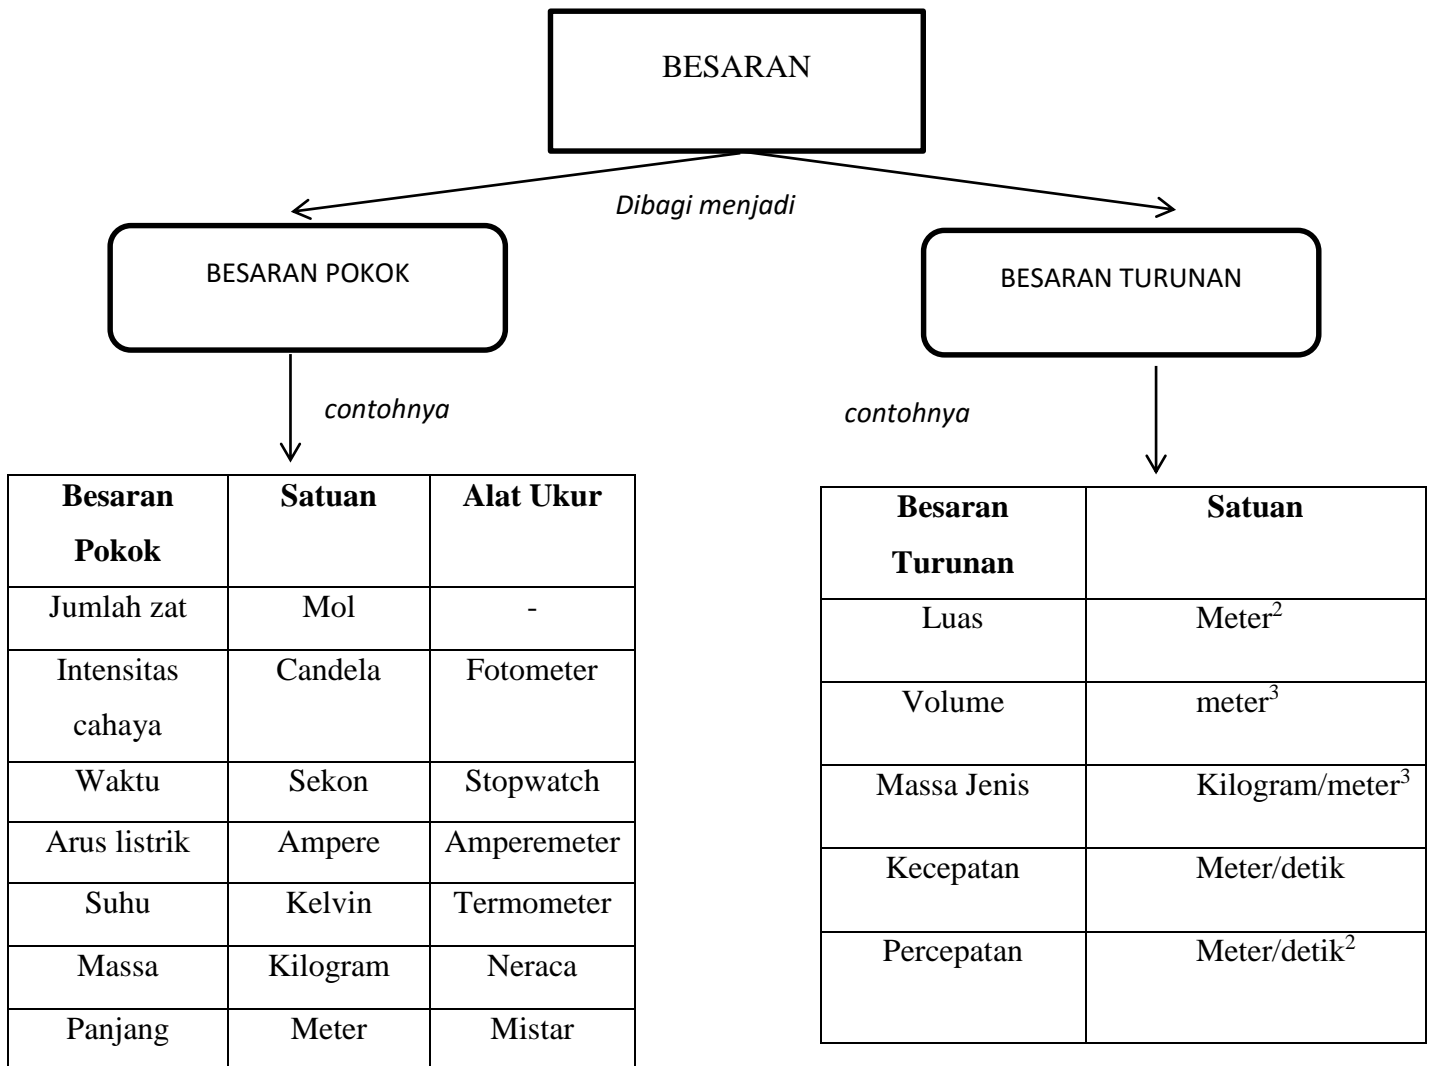 BESARAN
Dibagi menjadi
BESARAN POKOK
BESARAN TURUNAN
contohnya
contohnya
Besaran Pokok Satuan Alat Ukur
Jumlah zat Mol -
Intensitas cahaya Candela Fotometer
Waktu Sekon Stopwatch
Arus listrik Ampere Amperemeter
Suhu Kelvin Termometer
Massa Kilogram Neraca
Panjang Meter Mistar
Besaran Turunan Satuan
Luas Meter²
Volume meter³
Massa Jenis Kilogram/meter³
Kecepatan Meter/detik
Percepatan Meter/detik²